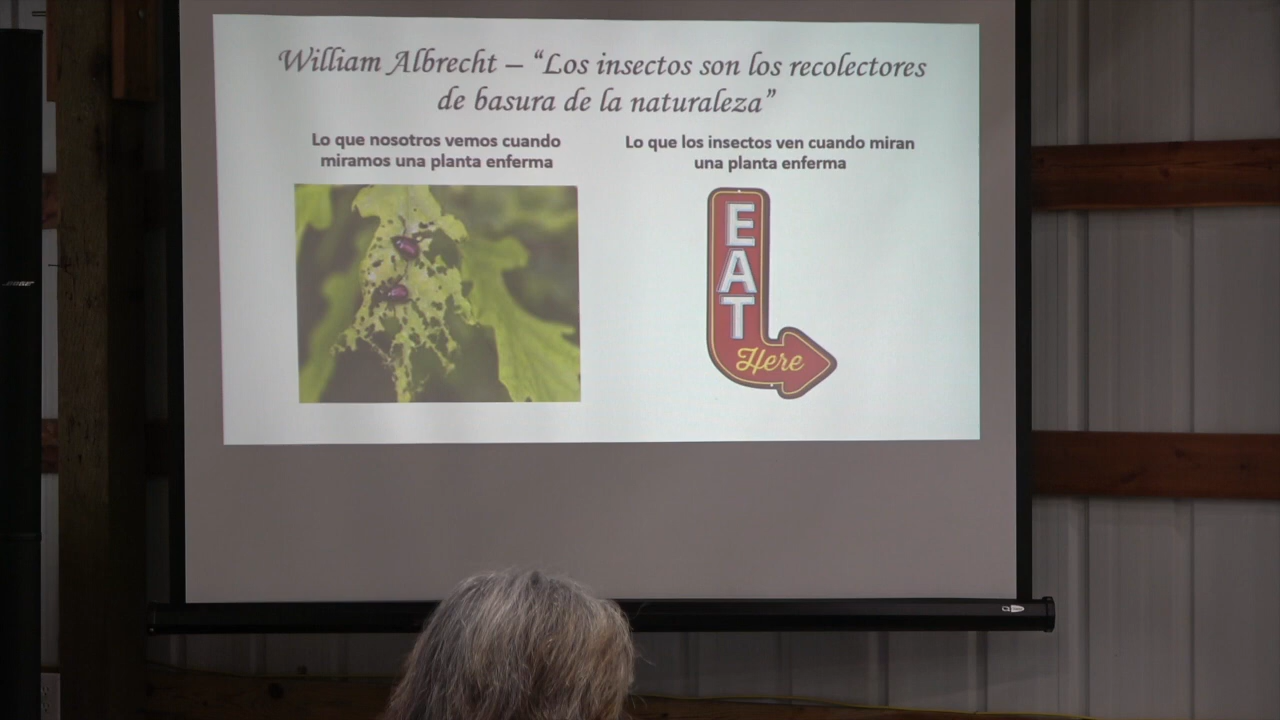 William Albrecht – “Los insectos son los recolectores
de basura de la naturaleza”
Lo que nosotros vemos cuando
miramos una planta enferma
Lo que los insectos ven cuando miran
una planta enferma
EAT
Here